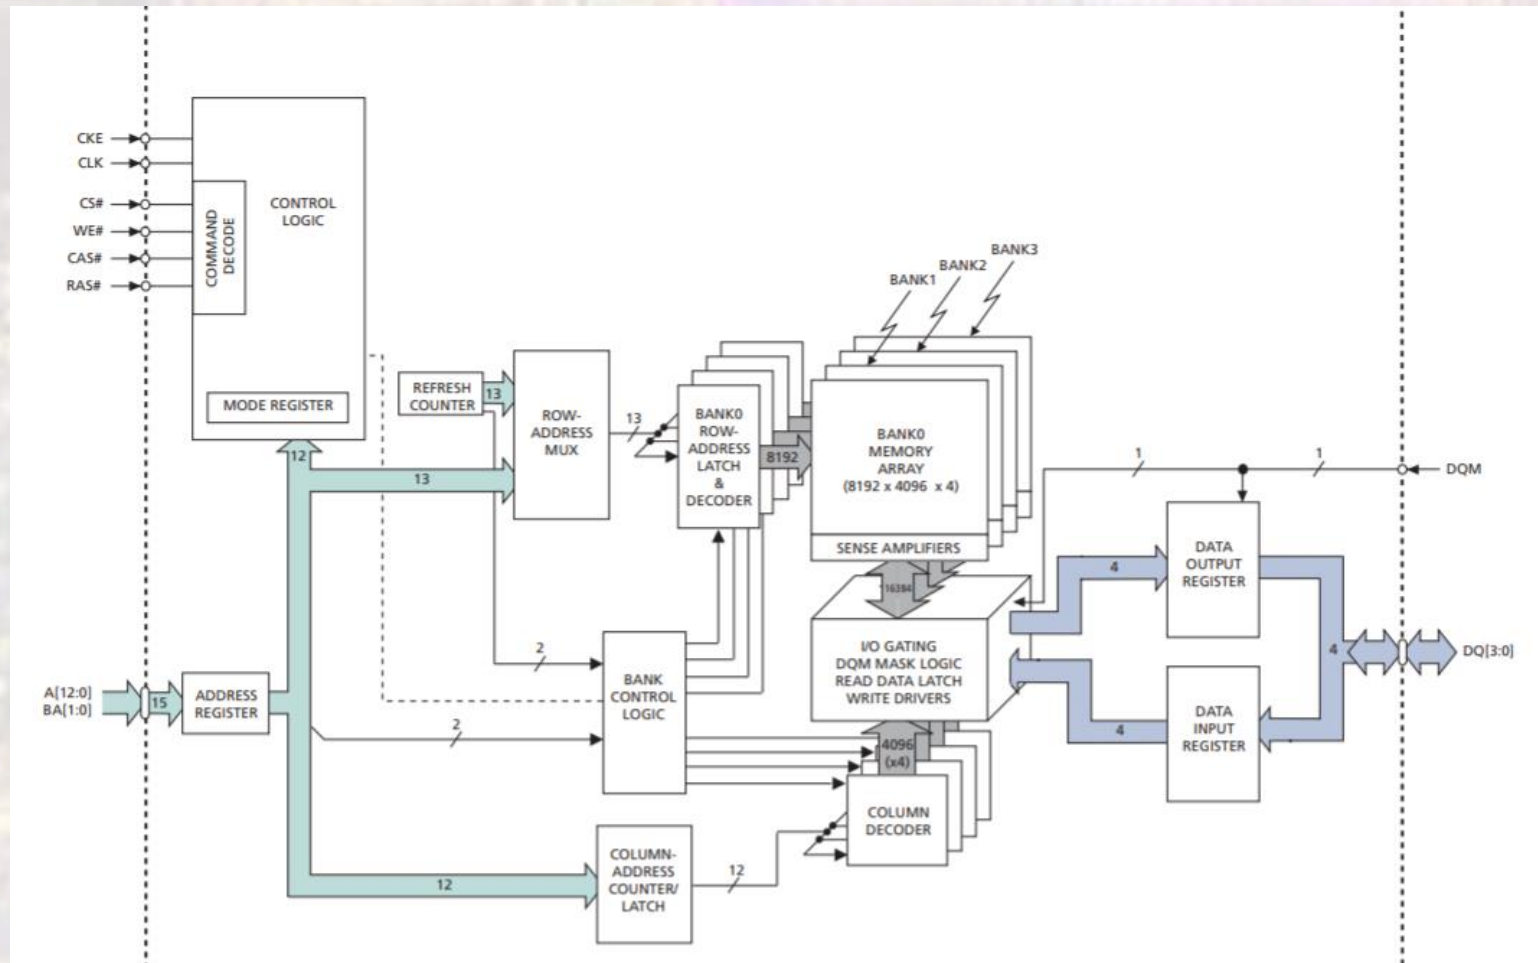 CKE
CLK
CS#
WE#
CAS#
RAS#
COMMAND
DECODE
CONTROL
LOGIC
MODE REGISTER
12
13
REFRESH
COUNTER
13
ROW-
ADDRESS
MUX
13
BANK0
ROW-
ADDRESS
LATCH
&
DECODER
8192
BANK1
BANK2
BANK3
BANK0
MEMORY
ARRAY
(8192 x 4096 x 4)
SENSE AMPLIFIERS
16384
I/O GATING
DQM MASK LOGIC
READ DATA LATCH
WRITE DRIVERS
1
1
DQM
DATA
OUTPUT
REGISTER
4
4
DQ[3:0]
DATA
INPUT
REGISTER
4
A[12:0]
BA[1:0]
15
ADDRESS
REGISTER
2
2
BANK
CONTROL
LOGIC
4096
(x4)
COLUMN
DECODER
12
COLUMN-
ADDRESS
COUNTER/
LATCH
12